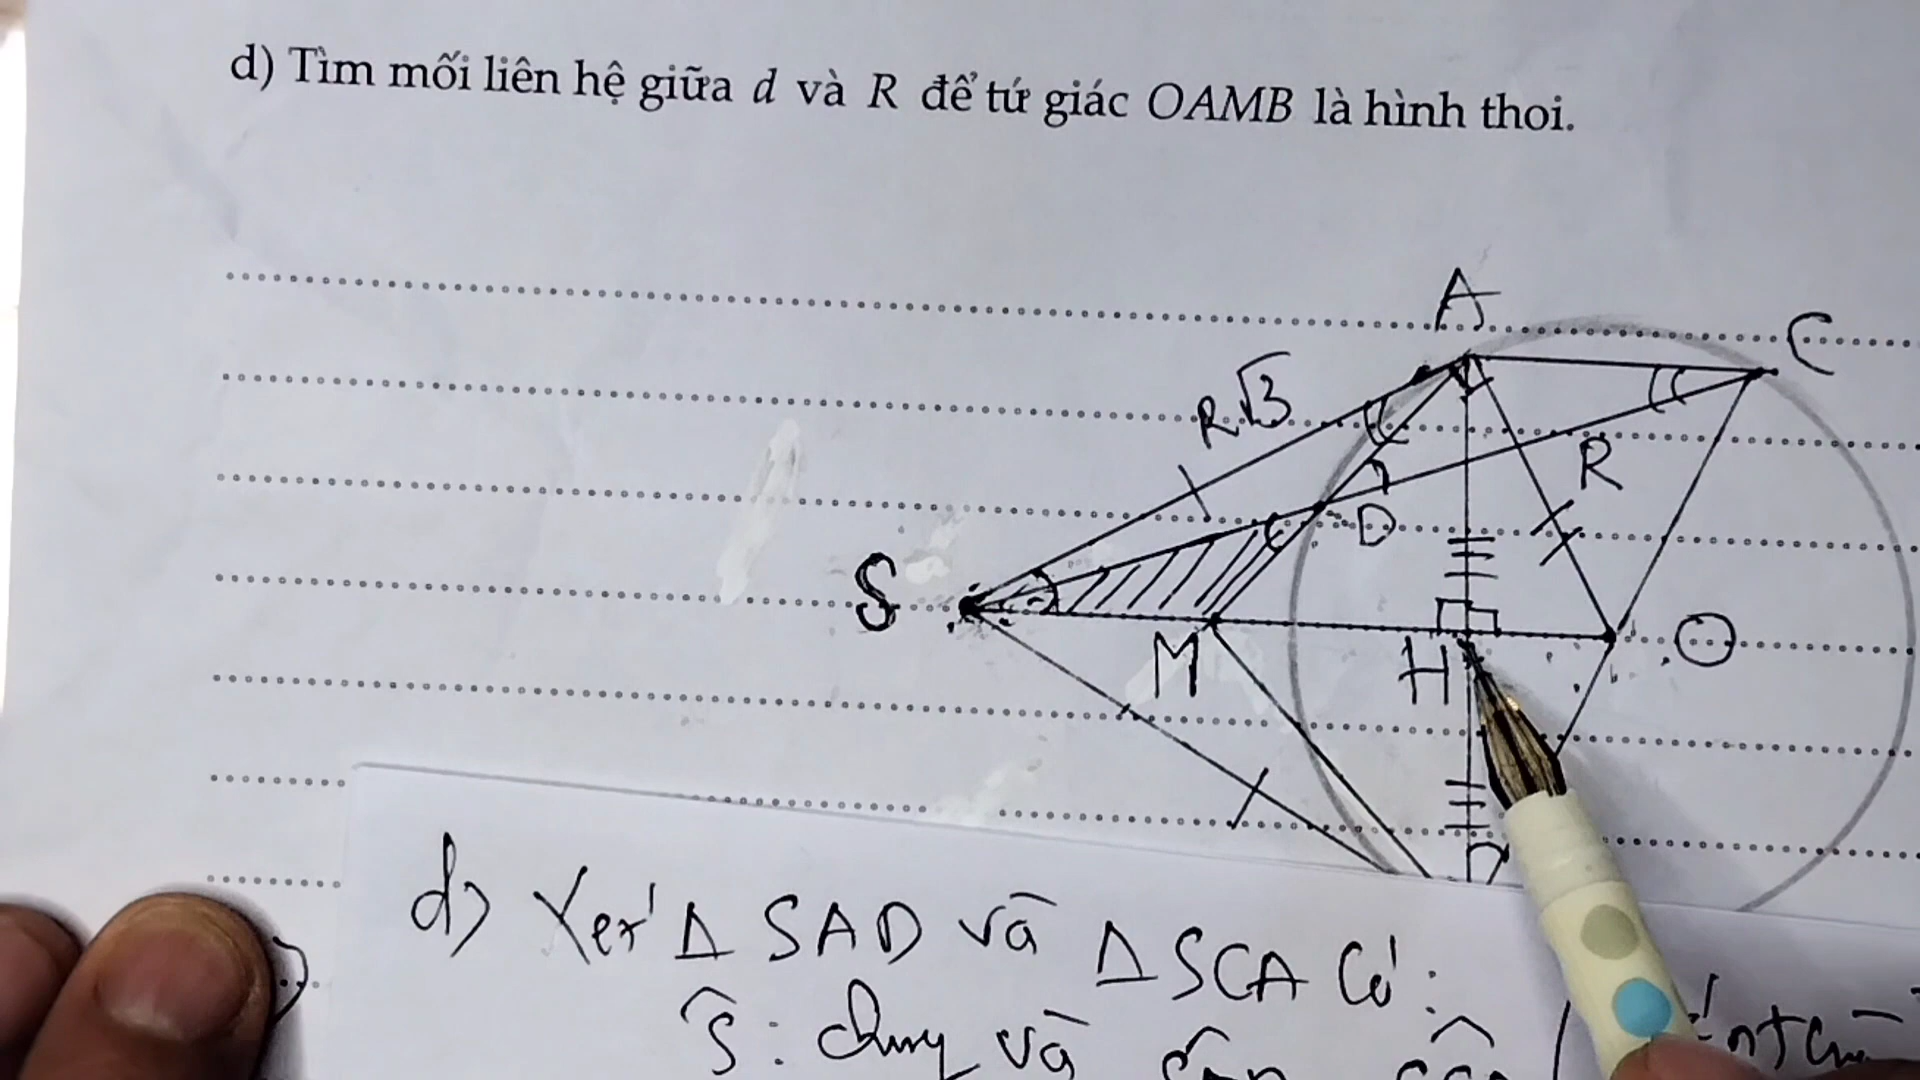 d) Tìm mối liên hệ giữa d và R để tứ giác OAMB là hình thoi.
A
C
R√3
R
D
S
M
H
O
d) Xét Δ SAD và Δ SCA có:
Ŝ: chung và